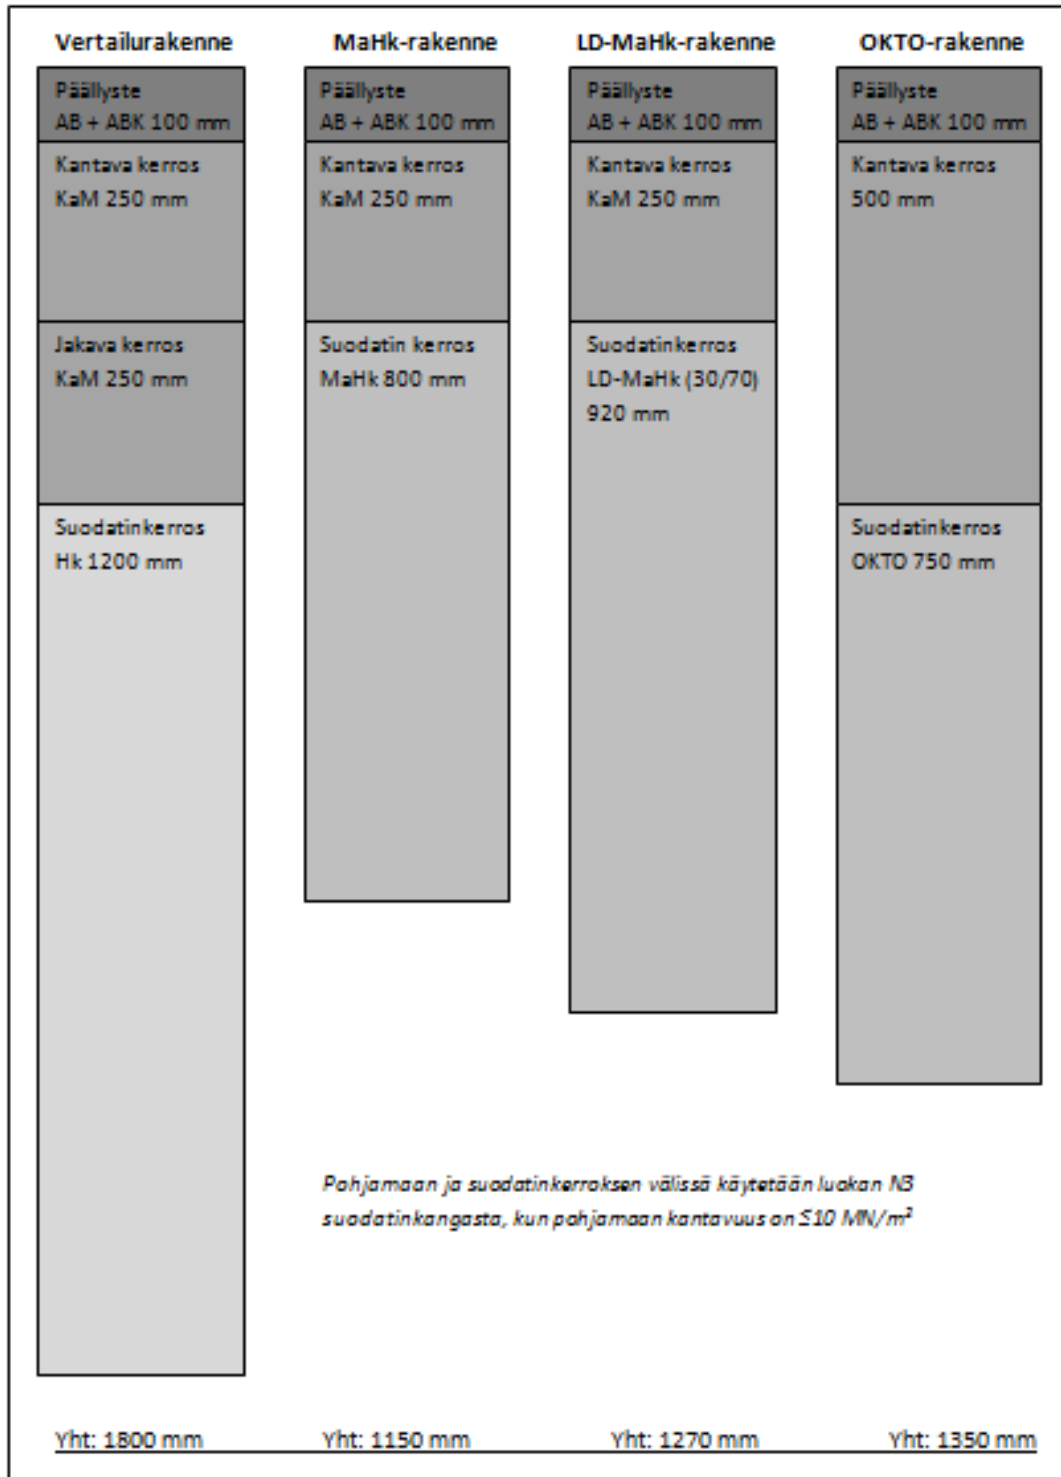 Vertailurakenne
Päällyste
AB + ABK 100 mm
Kantava kerros
KaM 250 mm
Jakava kerros
KaM 250 mm
Suodatinkerros
Hk 1200 mm
Yht: 1800 mm
MaHk-rakenne
Päällyste
AB + ABK 100 mm
Kantava kerros
KaM 250 mm
Suodatin kerros
MaHk 800 mm
Yht: 1150 mm
LD-MaHk-rakenne
Päällyste
AB + ABK 100 mm
Kantava kerros
KaM 250 mm
Suodatinkerros
LD-MaHk (30/70)
920 mm
Yht: 1270 mm
OKTO-rakenne
Päällyste
AB + ABK 100 mm
Kantava kerros
500 mm
Suodatinkerros
OKTO 750 mm
Yht: 1350 mm
Pohjamaan ja suodatinkerroksen välissä käytetään luokan N3
suodatinkangasta, kun pohjamaan kantavuus on ≤10 MN/m²